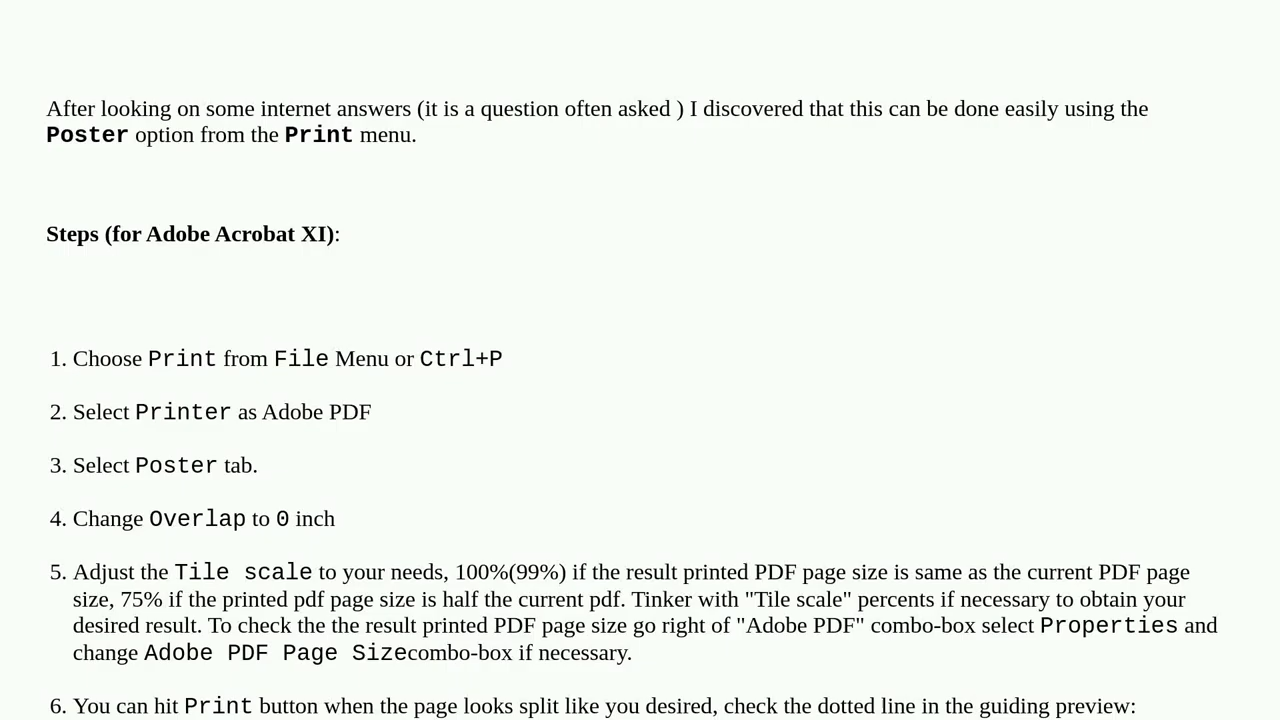 After looking on some internet answers (it is a question often asked ) I discovered that this can be done easily using the
Poster option from the Print menu.
Steps (for Adobe Acrobat XI):
1. Choose Print from File Menu or Ctrl+P
2. Select Printer as Adobe PDF
3. Select Poster tab.
4. Change Overlap to 0 inch
5. Adjust the Tile scale to your needs, 100%(99%) if the result printed PDF page size is same as the current PDF page
size, 75% if the printed pdf page size is half the current pdf. Tinker with "Tile scale" percents if necessary to obtain your
desired result. To check the the result printed PDF page size go right of "Adobe PDF" combo-box select Properties and
change Adobe PDF Page Sizecombo-box if necessary.
6. You can hit Print button when the page looks split like you desired, check the dotted line in the guiding preview: